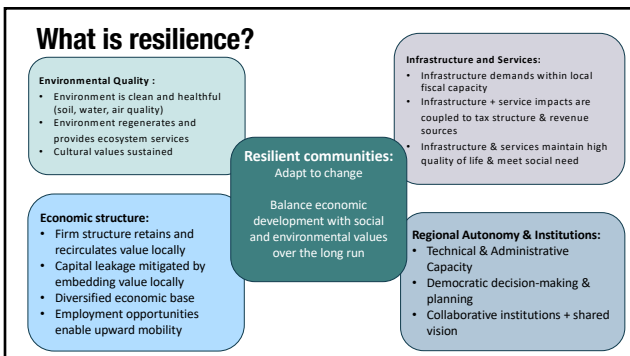 What is resilience?
Environmental Quality :
• Environment is clean and healthful
(soil, water, air quality)
• Environment regenerates and
provides ecosystem services
• Cultural values sustained
Infrastructure and Services:
• Infrastructure demands within local
fiscal capacity
• Infrastructure + service impacts are
coupled to tax structure & revenue
sources
• Infrastructure & services maintain high
quality of life & meet social need
Resilient communities:
Adapt to change
Balance economic
development with social
and environmental values
over the long run
Economic structure:
• Firm structure retains and
recirculates value locally
• Capital leakage mitigated by
embedding value locally
• Diversified economic base
• Employment opportunities
enable upward mobility
Regional Autonomy & Institutions:
• Technical & Administrative
Capacity
• Democratic decision-making &
planning
• Collaborative institutions + shared
vision